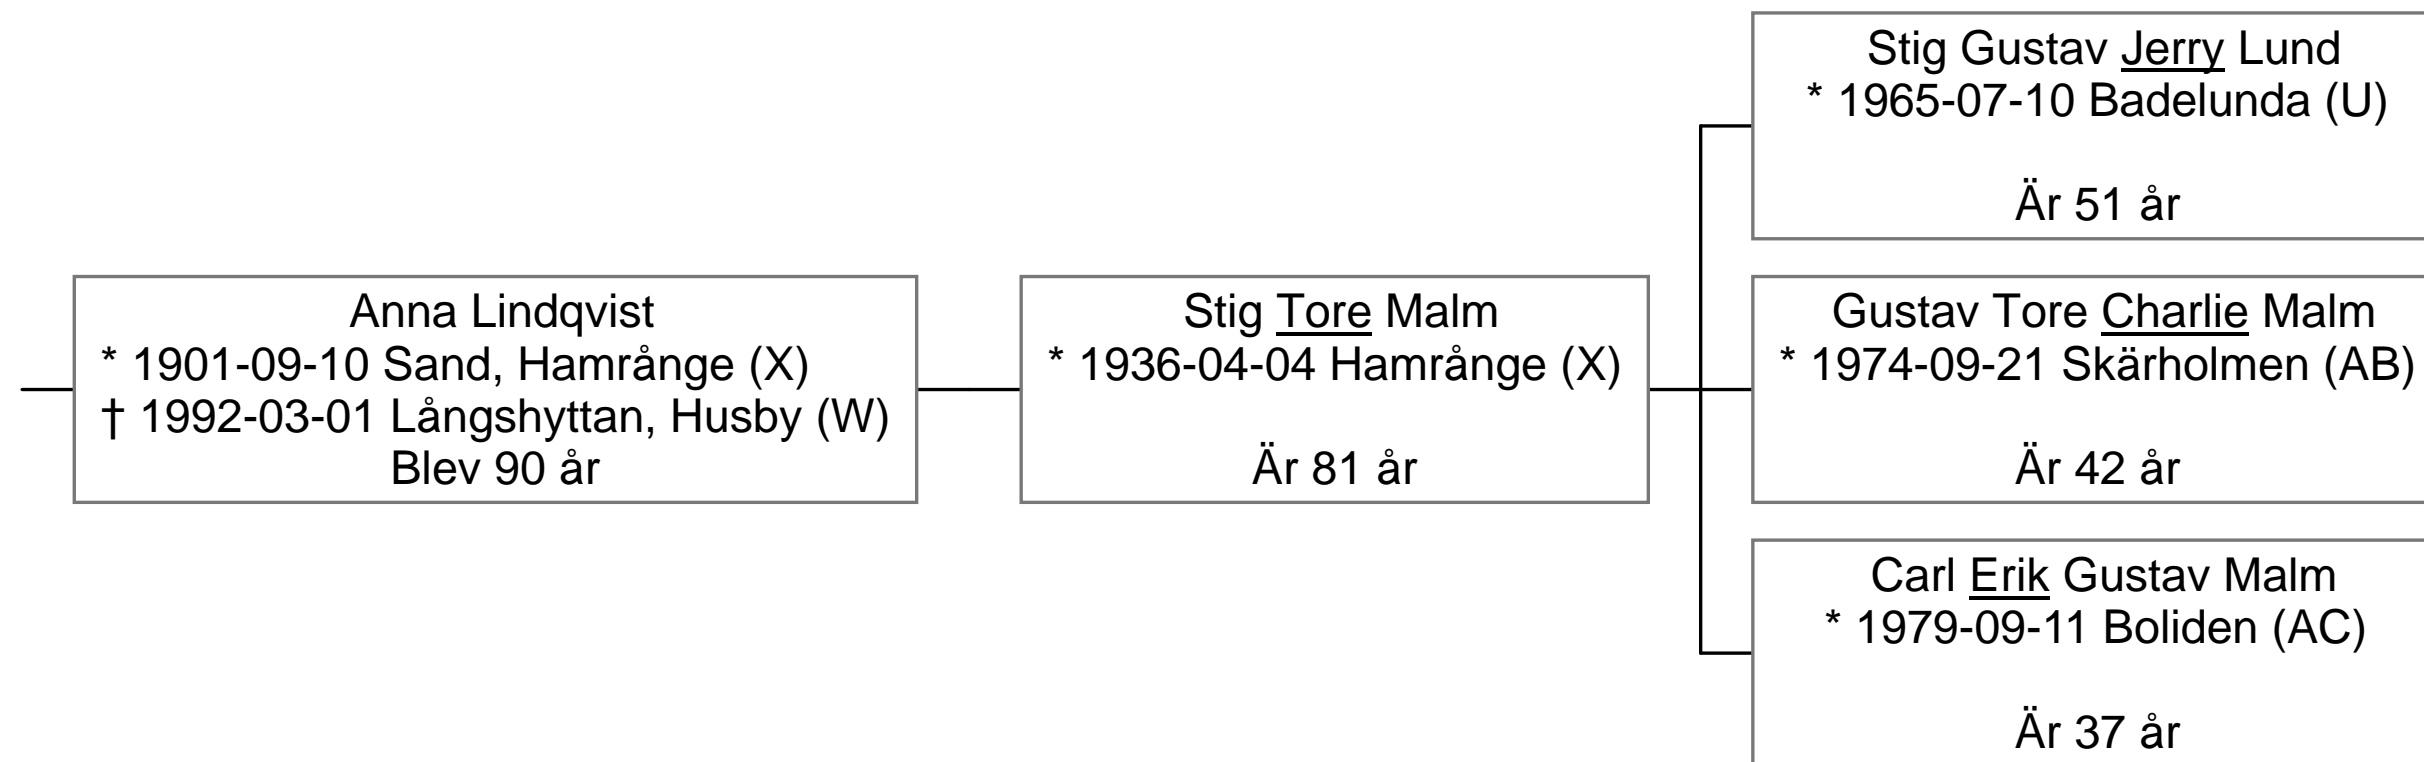 Stig Gustav Jerry Lund
* 1965-07-10 Badelunda (U)
Är 51 år
Anna Lindqvist
* 1901-09-10 Sand, Hamrånge (X)
† 1992-03-01 Långshyttan, Husby (W)
Blev 90 år
Stig Tore Malm
* 1936-04-04 Hamrånge (X)
Är 81 år
Gustav Tore Charlie Malm
* 1974-09-21 Skärholmen (AB)
Är 42 år
Carl Erik Gustav Malm
* 1979-09-11 Boliden (AC)
Är 37 år